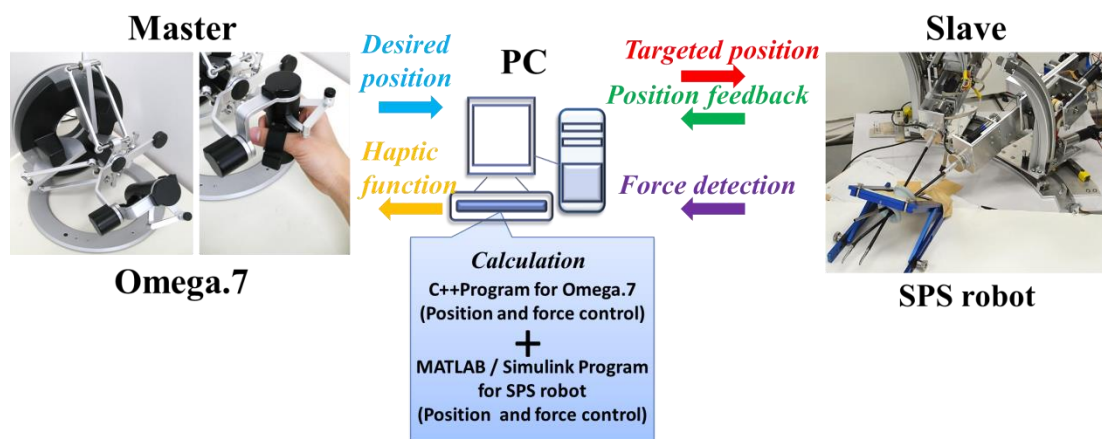 Master
Omega.7
Desired
position
Haptic
function
PC
Calculation
C++Program for Omega.7
(Position and force control)
+
MATLAB / Simulink Program
for SPS robot
(Position and force control)
Targeted position
Position feedback
Force detection
Slave
SPS robot